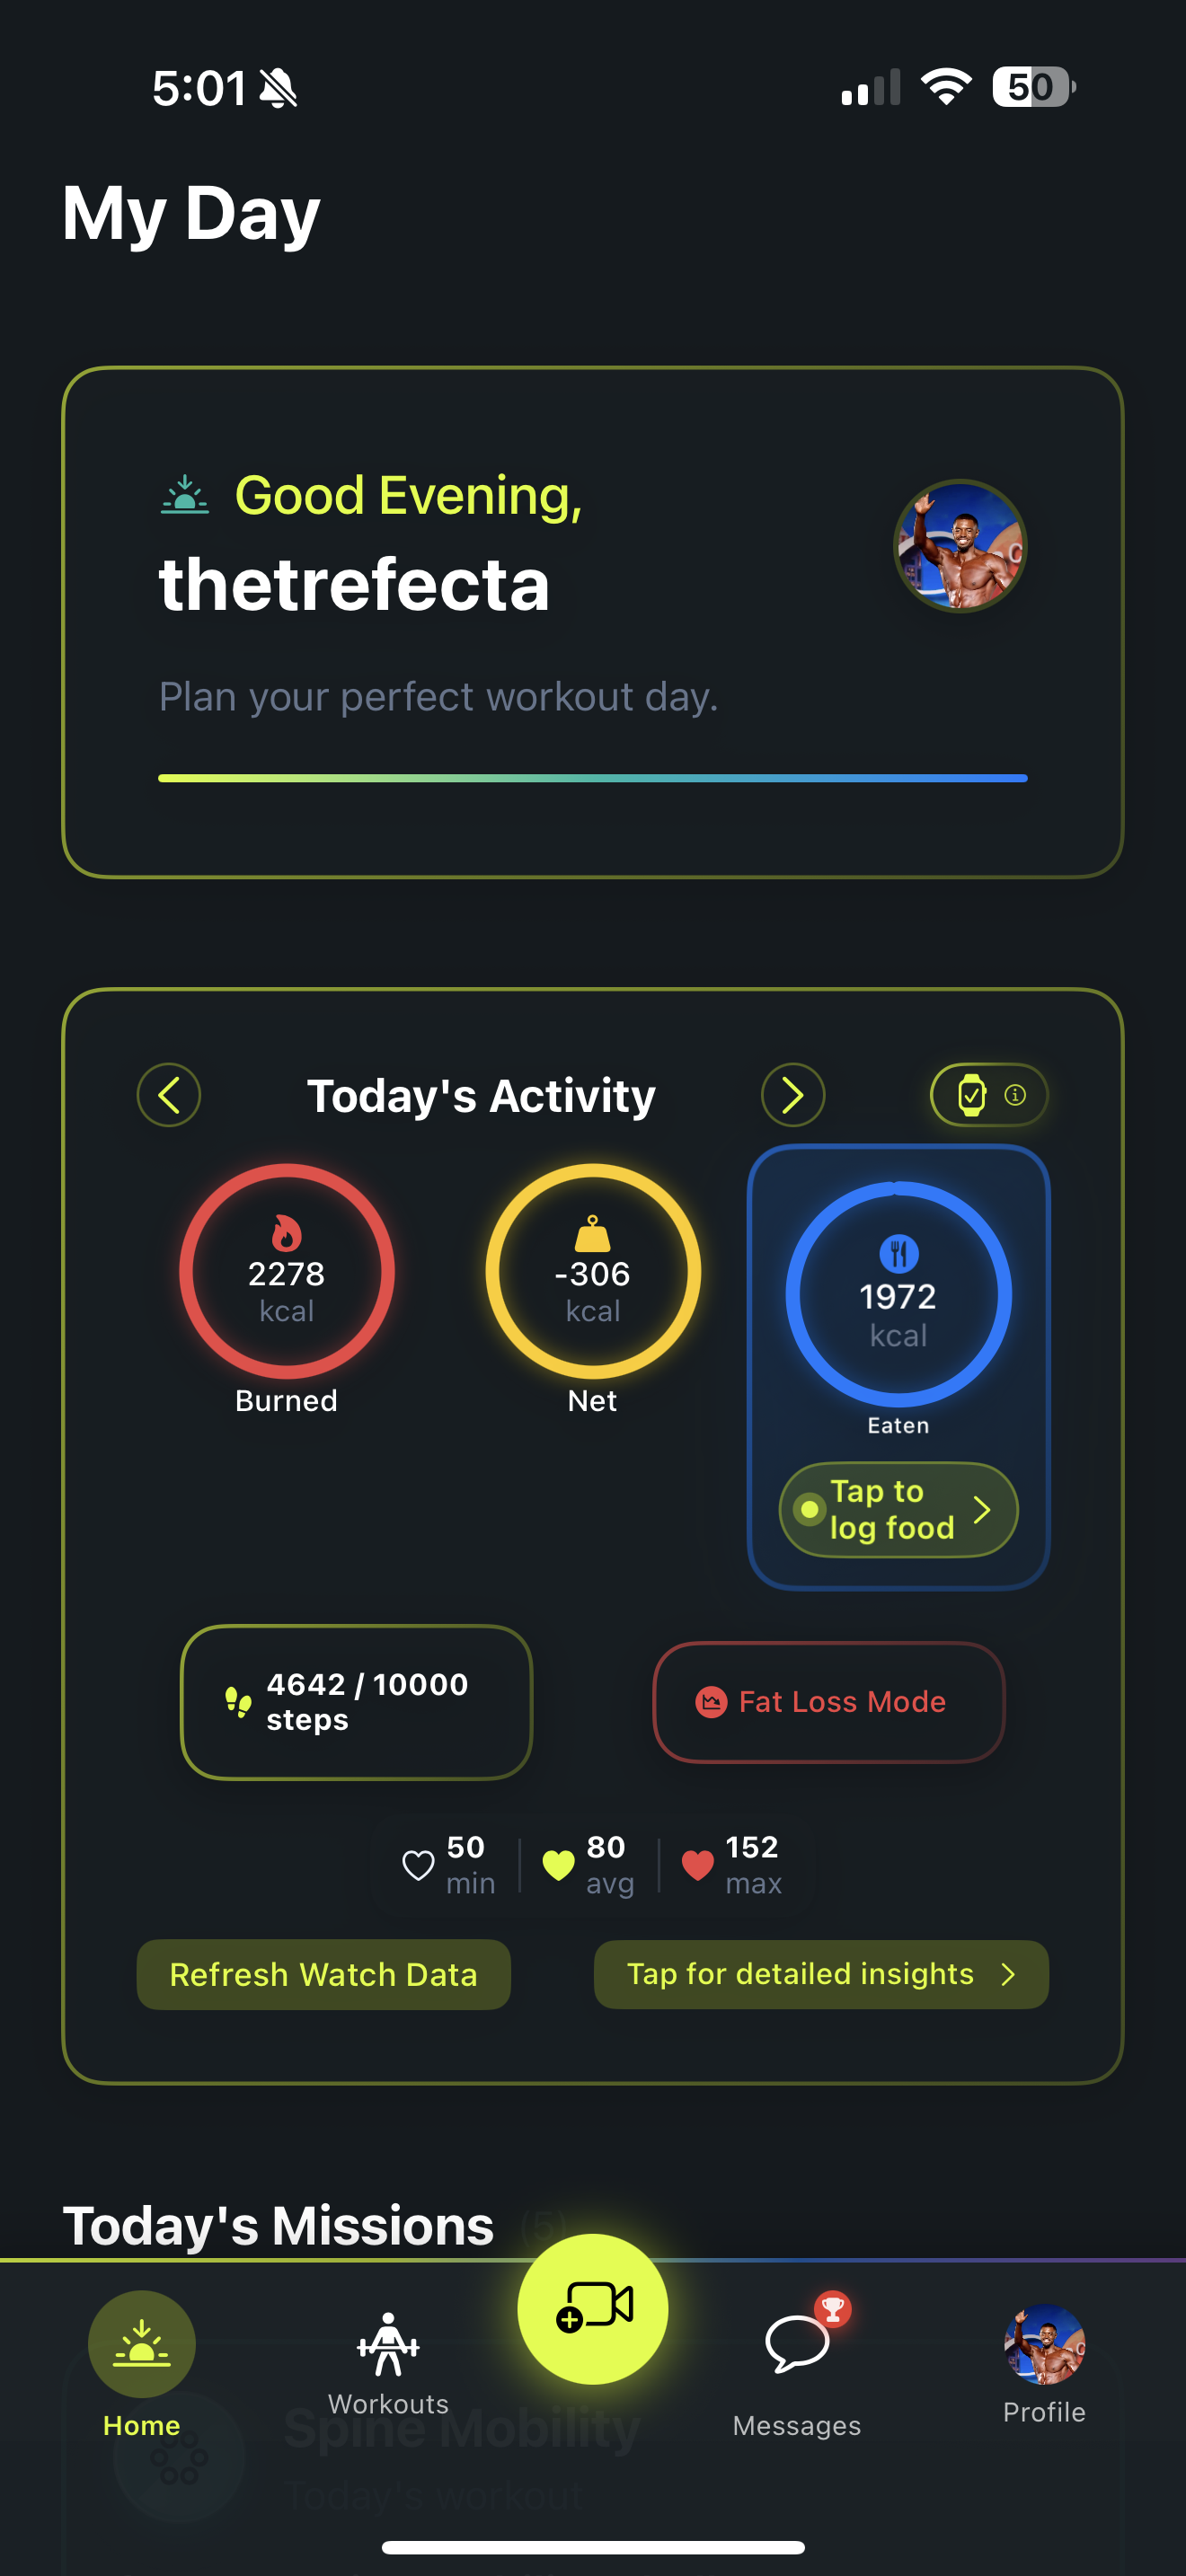 5:01
50
My Day
Good Evening,
thetrefecta
Plan your perfect workout day.
Today's Activity
2278
kcal
Burned
-306
kcal
Net
1972
kcal
Eaten
Tap to
log food
4642 / 10000
steps
Fat Loss Mode
50
min
80
avg
152
max
Refresh Watch Data
Tap for detailed insights
Today's Missions (5)
Home
Workouts
Messages
Profile
Spine Mobility
Today's workout